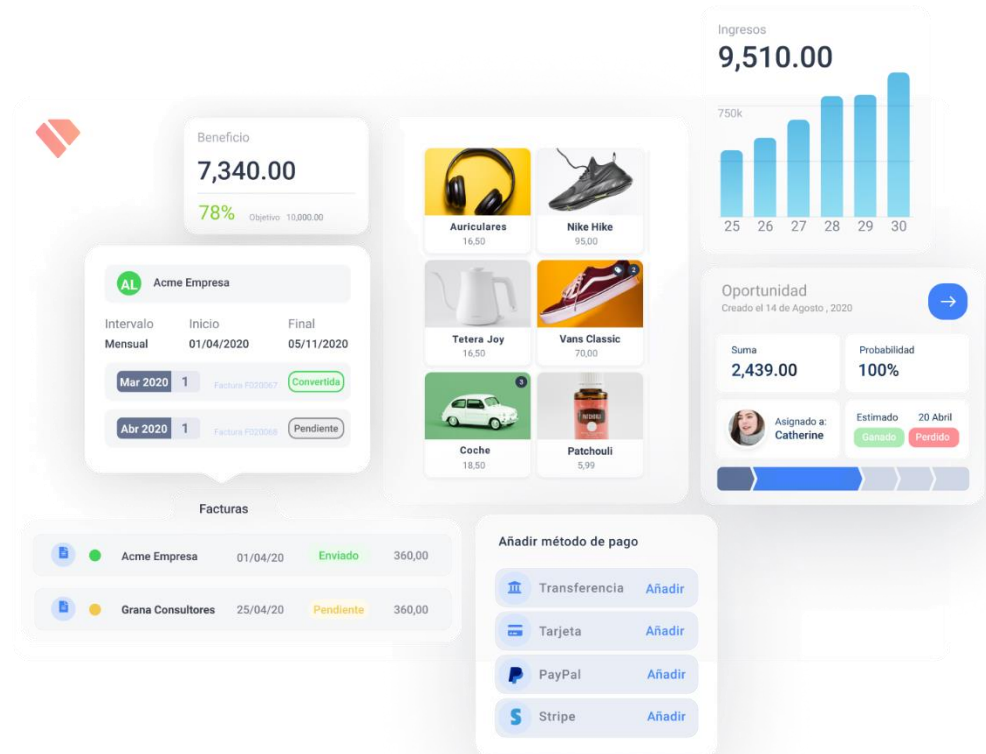 Ingresos
9,510.00
750k
25 26 27 28 29 30
Beneficio
7,340.00
78% Objetivo 10,000.00
Auriculares
16,50
Nike Hike
95,00
Tetera Joy
16,50
2
Vans Classic
70,00
3
Coche
18,50
PATCHOULI
Patchouli
5,99
AL Acme Empresa
Intervalo Inicio Final
Mensual 01/04/2020 05/11/2020
Mar 2020 1 Factura F020067 Convertida
Abr 2020 1 Factura F020068 Pendiente
Facturas
Acme Empresa 01/04/20 Enviado 360,00
Grana Consultores 25/04/20 Pendiente 360,00
Oportunidad
Creado el 14 de Agosto , 2020
Suma
2,439.00
Probabilidad
100%
Asignado a:
Catherine
Estimado 20 Abril
Ganado Perdido
Añadir método de pago
Transferencia Añadir
Tarjeta Añadir
PayPal Añadir
Stripe Añadir